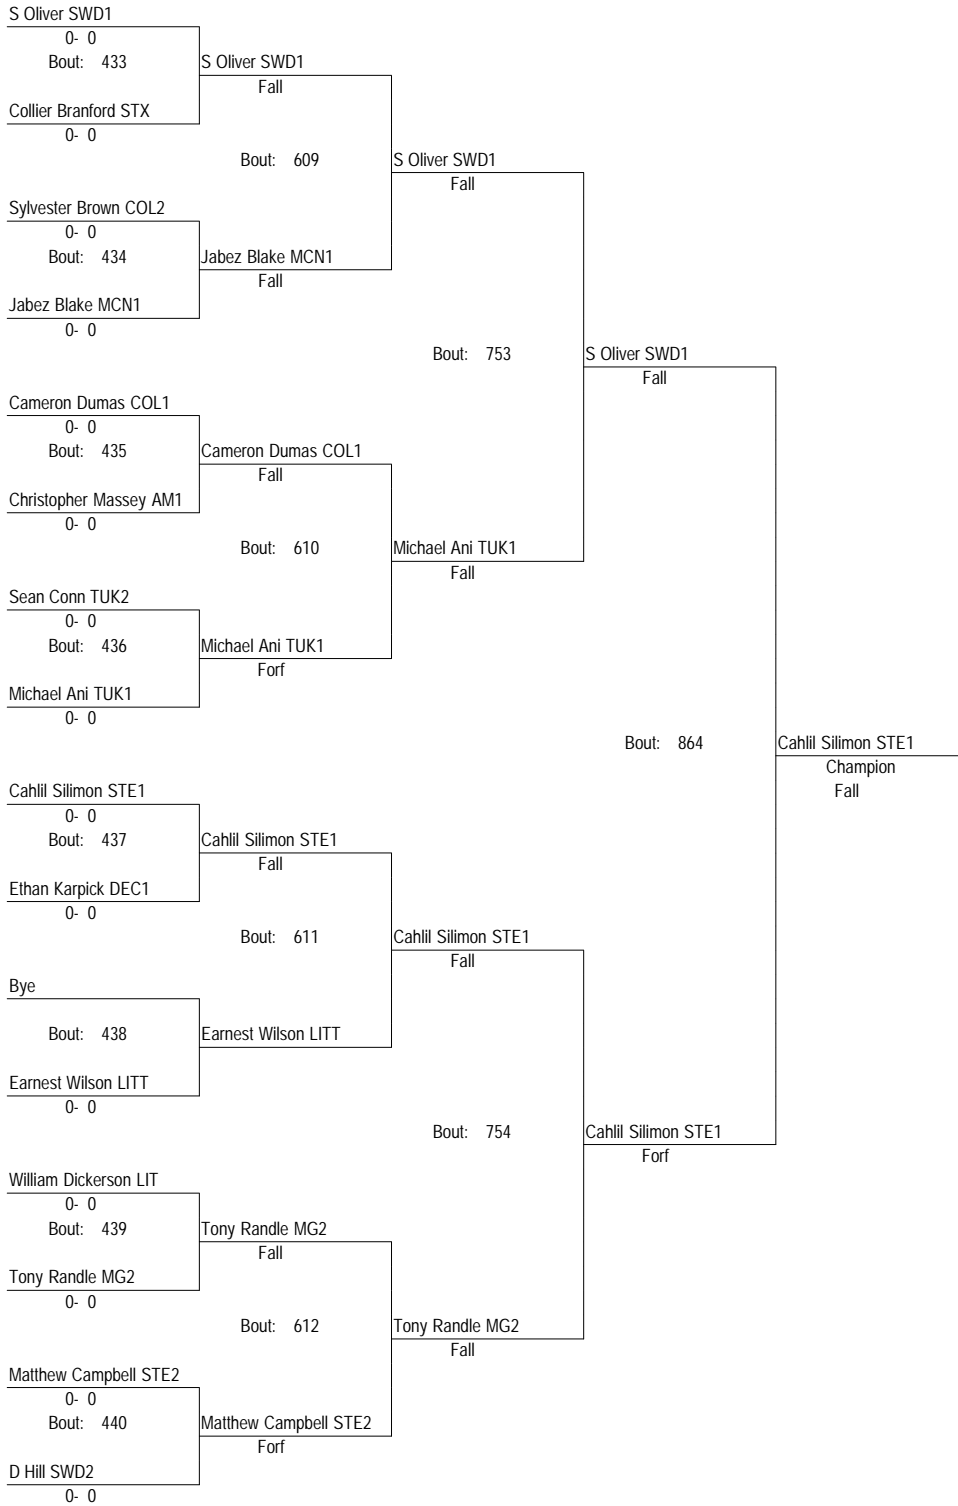 S Oliver SWD1
0- 0
Bout: 433
S Oliver SWD1
Fall
Collier Branford STX
0- 0
Bout: 609
S Oliver SWD1
Fall
Sylvester Brown COL2
0- 0
Bout: 434
Jabez Blake MCN1
Fall
Jabez Blake MCN1
0- 0
Bout: 753
S Oliver SWD1
Fall
Cameron Dumas COL1
0- 0
Bout: 435
Cameron Dumas COL1
Fall
Christopher Massey AM1
0- 0
Bout: 610
Michael Ani TUK1
Fall
Sean Conn TUK2
0- 0
Bout: 436
Michael Ani TUK1
Forf
Michael Ani TUK1
0- 0
Bout: 864
Cahlil Silimon STE1
Champion
Fall
Cahlil Silimon STE1
0- 0
Bout: 437
Cahlil Silimon STE1
Fall
Ethan Karpick DEC1
0- 0
Bout: 611
Cahlil Silimon STE1
Fall
Bye
Bout: 438
Earnest Wilson LITT
Earnest Wilson LITT
0- 0
Bout: 754
Cahlil Silimon STE1
Forf
William Dickerson LIT
0- 0
Bout: 439
Tony Randle MG2
Fall
Tony Randle MG2
0- 0
Bout: 612
Tony Randle MG2
Fall
Matthew Campbell STE2
0- 0
Bout: 440
Matthew Campbell STE2
Forf
D Hill SWD2
0- 0